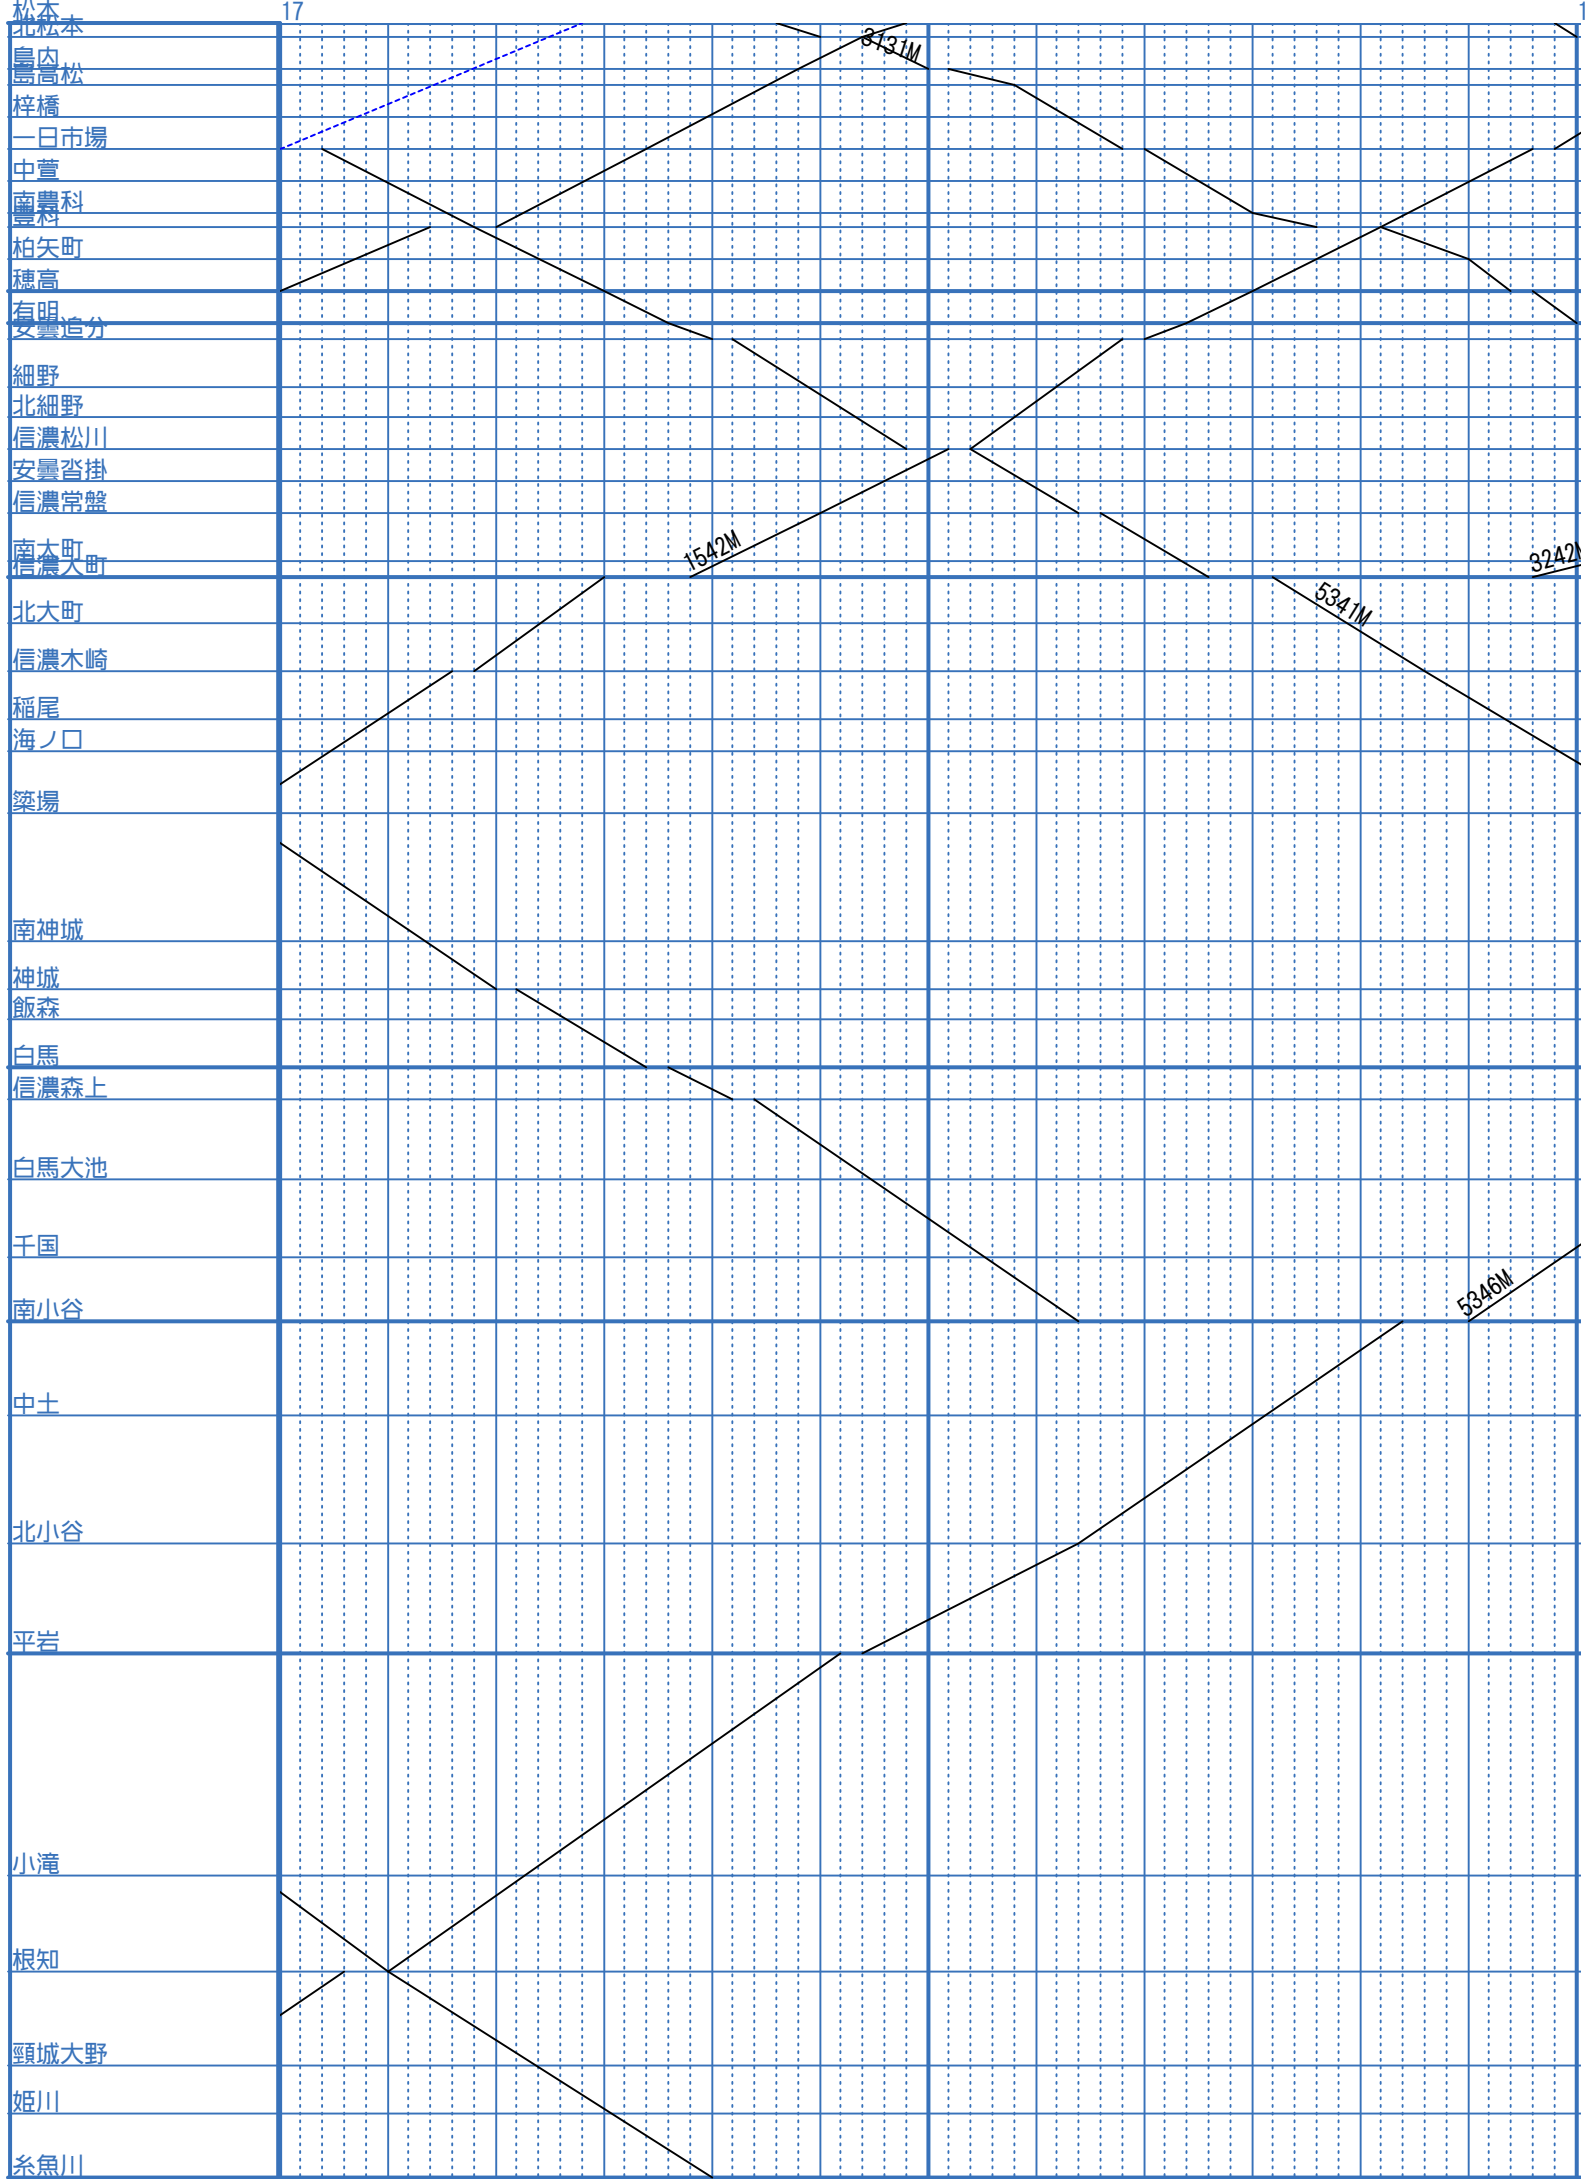 松本
17
1
北松本
3131M
島内
島高松
梓橋
一日市場
中萱
南豊科
豊科
柏矢町
穂高
有明
安曇追分
細野
北細野
信濃松川
安曇沓掛
信濃常盤
南大町
1542M
3242M
信濃大町
5341M
北大町
信濃木崎
稲尾
海ノ口
簗場
南神城
神城
飯森
白馬
信濃森上
白馬大池
千国
5346M
南小谷
中土
北小谷
平岩
小滝
根知
頸城大野
姫川
糸魚川